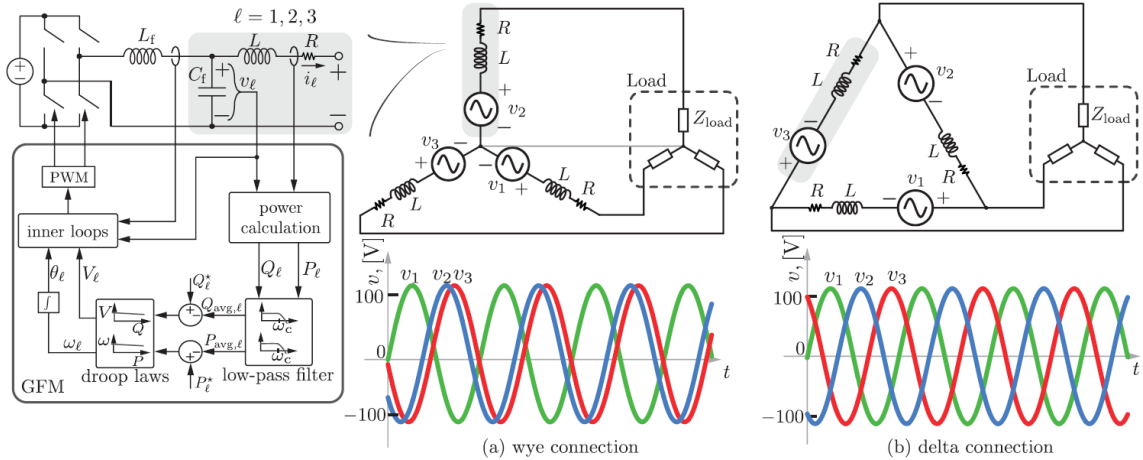 ℓ = 1, 2, 3
L_f
L
R
C_f
+
v_ℓ
−
i_ℓ
+
−
+
−
PWM
inner loops
power
calculation
θ_ℓ
V_ℓ
Q_ℓ
P_ℓ
∫
Q_ℓ^⋆
Q_avg,ℓ
+
V
Q
ω
P
ω_c
ω_c
ω_ℓ
P_avg,ℓ
+
droop laws
low-pass filter
P_ℓ^⋆
GFM
R
L
+
v_2
−
v_3
−
+
−
v_1
+
L
R
L
R
Load
Z_load
v, [V]
v_1
v_2
v_3
100
0
−100
t
(a) wye connection
R
L
−
v_3
+
+
v_2
−
L
R
R
L
−
v_1
+
Load
Z_load
v, [V]
v_1
v_2
v_3
100
0
−100
t
(b) delta connection